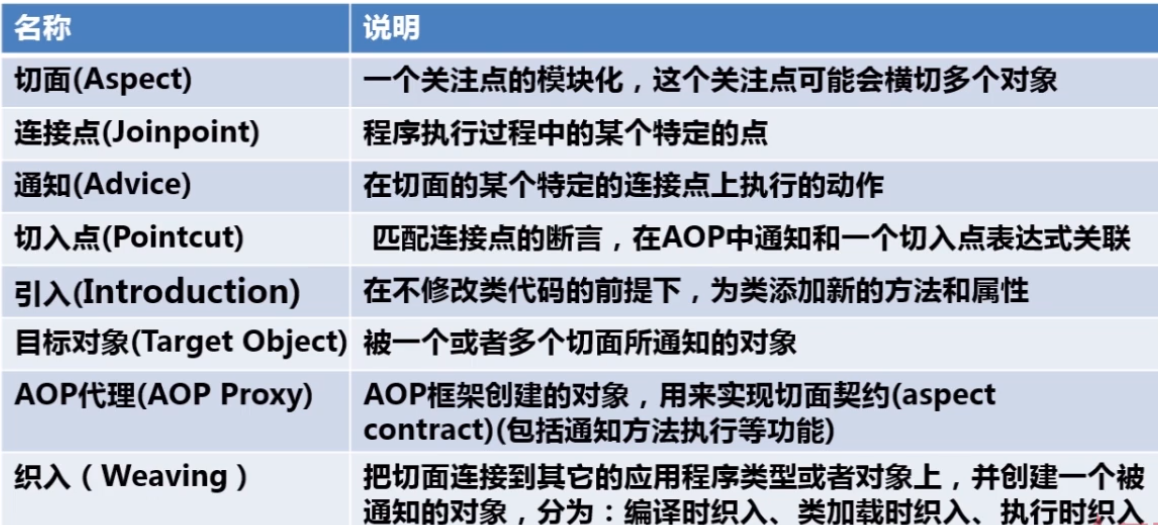 名称 说明
切面(Aspect) 一个关注点的模块化，这个关注点可能会横切多个对象
连接点(Joinpoint) 程序执行过程中的某个特定的点
通知(Advice) 在切面的某个特定的连接点上执行的动作
切入点(Pointcut) 匹配连接点的断言，在AOP中通知和一个切入点表达式关联
引入(Introduction) 在不修改类代码的前提下，为类添加新的方法和属性
目标对象(Target Object) 被一个或者多个切面所通知的对象
AOP代理(AOP Proxy) AOP框架创建的对象，用来实现切面契约(aspect
contract)(包括通知方法执行等功能)
织入（Weaving） 把切面连接到其它的应用程序类型或者对象上，并创建一个被
通知的对象，分为：编译时织入、类加载时织入、执行时织入